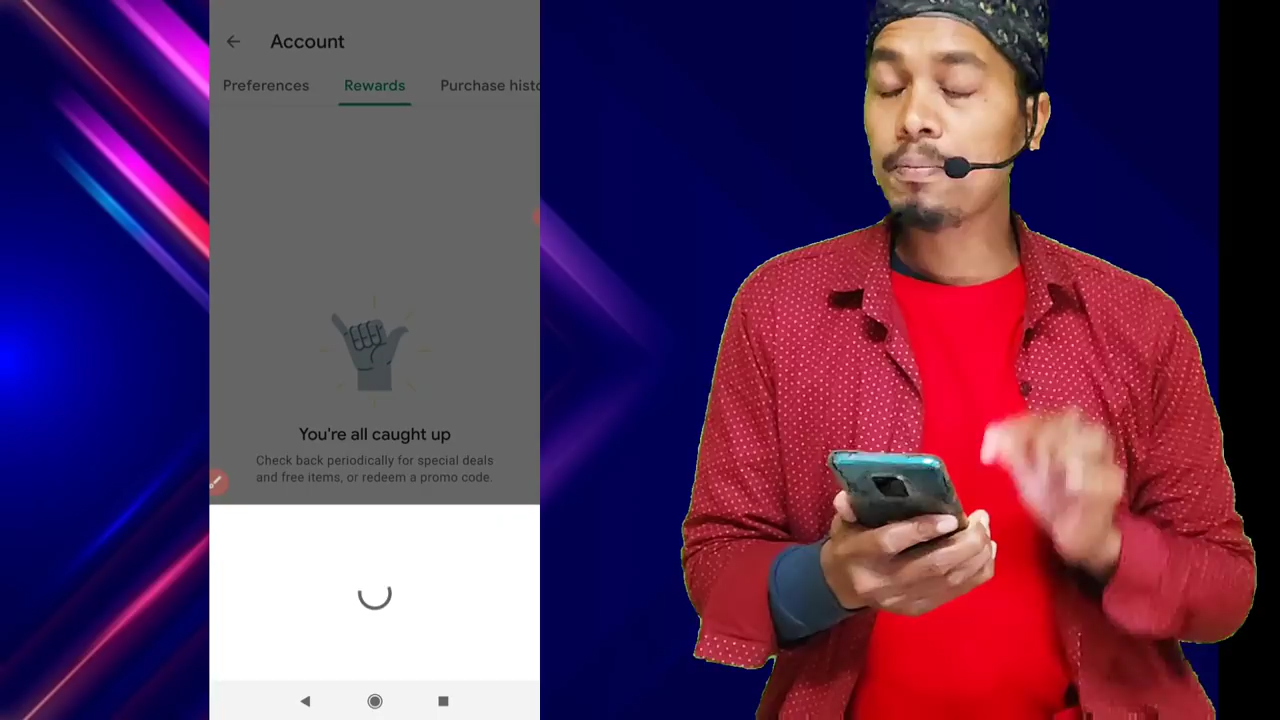 Account
Preferences Rewards Purchase histo
You're all caught up
Check back periodically for special deals
and free items, or redeem a promo code.